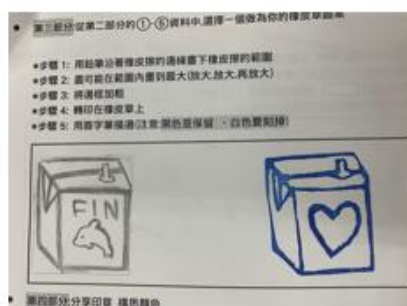 第三部分:從第二部分的①-⑤資料中,選擇一個做為你的橡皮章圖案
*步驟 1: 用鉛筆沿著橡皮擦的邊緣畫下橡皮擦的範圍
*步驟 2: 盡可能在範圍內畫到最大(放大,放大,再放大)
*步驟 3: 將邊框加粗
*步驟 4: 轉印在橡皮章上
*步驟 5: 用簽字筆描邊(注意:黑色是保留、白色要刻掉)
FIN
第四部分:分享印章